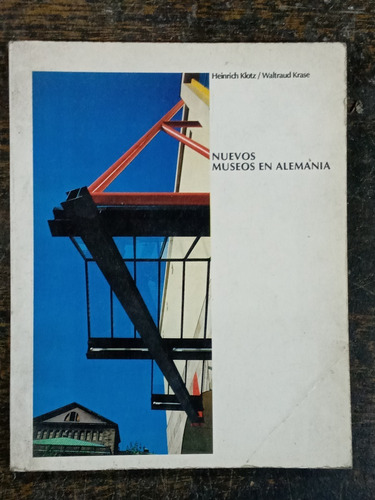 Heinrich Klotz / Waltraud Krase
NUEVOS
MUSEOS EN ALEMANIA